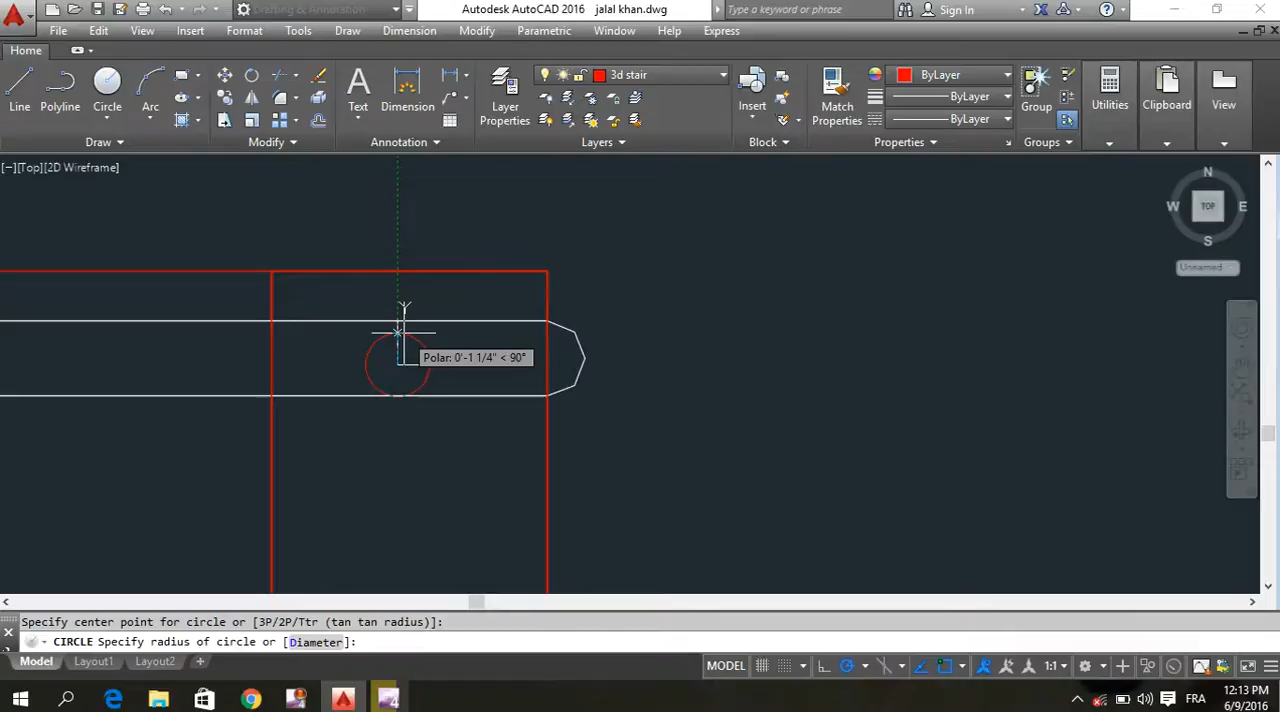 Drafting & Annotation
Autodesk AutoCAD 2016 jalal khan.dwg
Type a keyword or phrase
Sign In
File Edit View Insert Format Tools Draw Dimension Modify Parametric Window Help Express
Home
3d stair
ByLayer
ByLayer
ByLayer
Line Polyline Circle Arc
Text Dimension
Layer Properties
Insert
Match Properties
Group Utilities Clipboard View
Draw Modify Annotation Layers Block Properties Groups
[−][Top][2D Wireframe]
N
W TOP E
S
Unnamed
Y
Polar: 0'-1 1/4" < 90°
Specify center point for circle or [3P/2P/Ttr (tan tan radius)]:
CIRCLE Specify radius of circle or [Diameter]:
Model Layout1 Layout2 +
MODEL 1:1
FRA
12:13 PM
6/9/2016